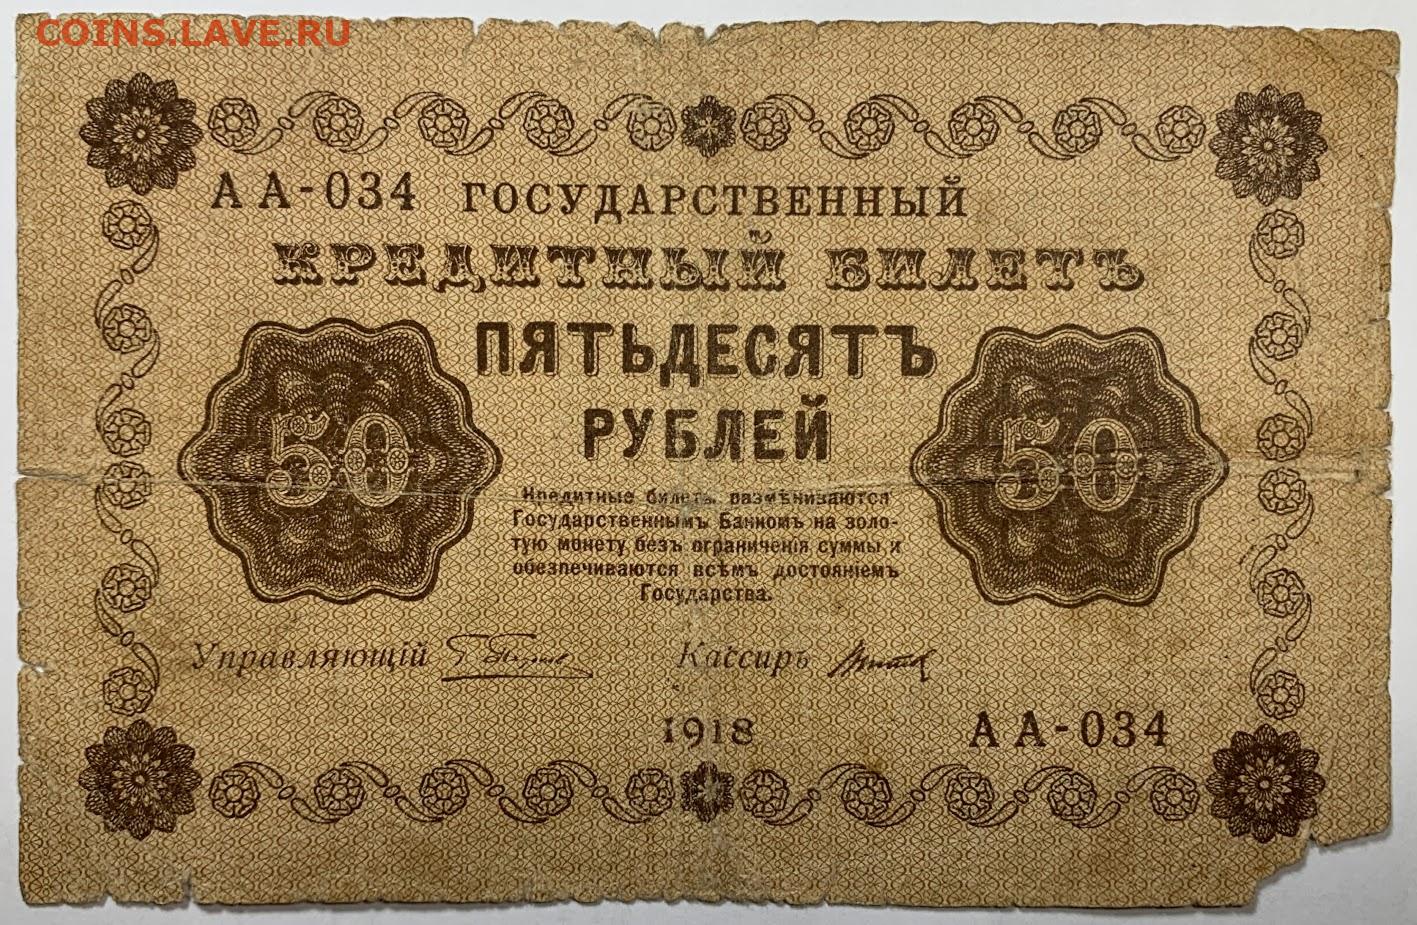 COINS.LAVE.RU
АА-034 ГОСУДАРСТВЕННЫЙ
КРЕДИТНЫЙ БИЛЕТЪ
ПЯТЬДЕСЯТЪ
РУБЛЕЙ
50 50
Кредитные билеты размѣниваются
Государственнымъ Банкомъ на золо-
тую монету безъ ограниченія суммы и
обезпечиваются всѣмъ достояніемъ
Государства.
Управляющій Кассиръ
1918 АА-034